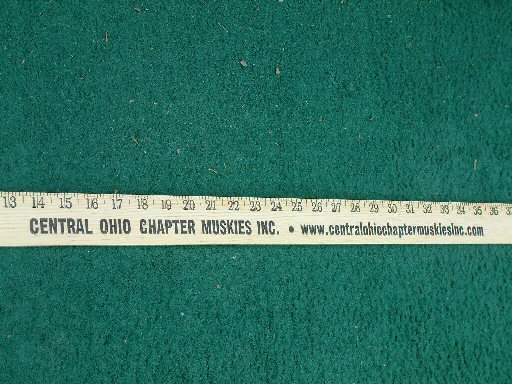 13 14 15 16 17 18 19 20 21 22 23 24 25 26 27 28 29 30 31 32 33 34 35 36 37
CENTRAL OHIO CHAPTER MUSKIES INC. • www.centralohiochaptermuskiesinc.com